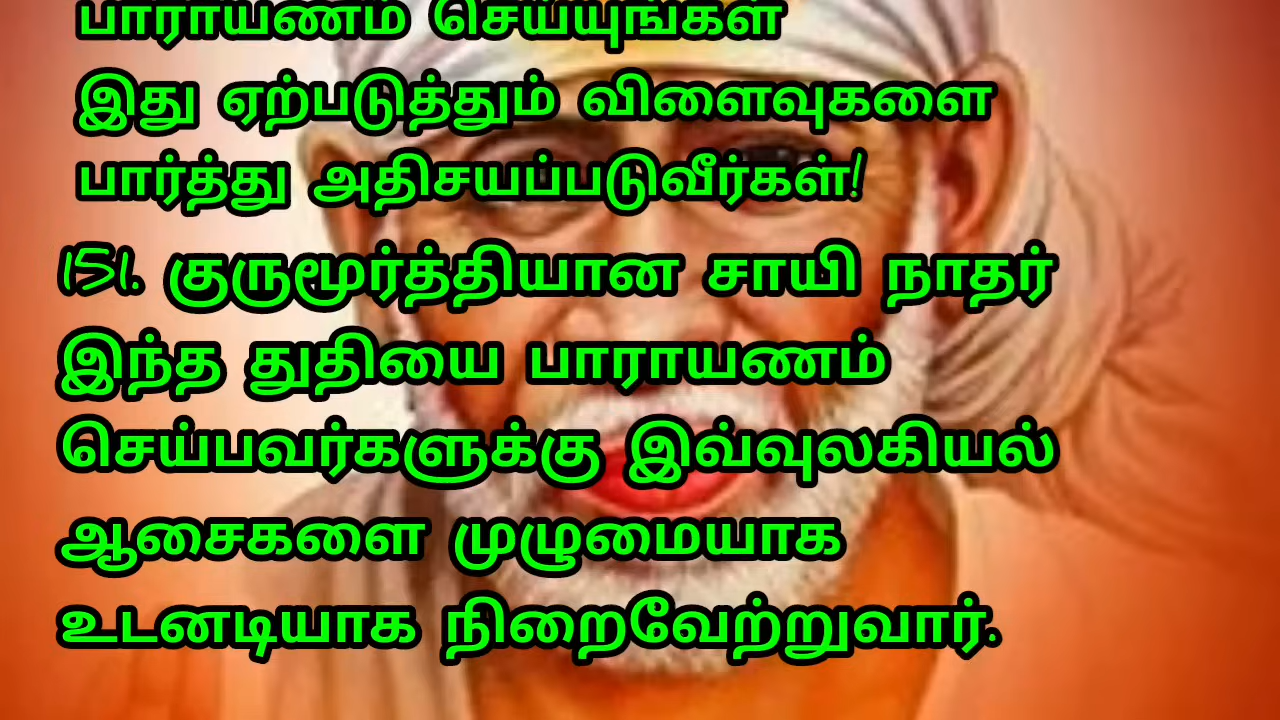 பாராயணம் செய்யுங்கள்
இது ஏற்படுத்தும் விளைவுகளை
பார்த்து அதிசயப்படுவீர்கள்!
151. குருமூர்த்தியான சாயி நாதர்
இந்த துதியை பாராயணம்
செய்பவர்களுக்கு இவ்வுலகியல்
ஆசைகளை முழுமையாக
உடனடியாக நிறைவேற்றுவார்.